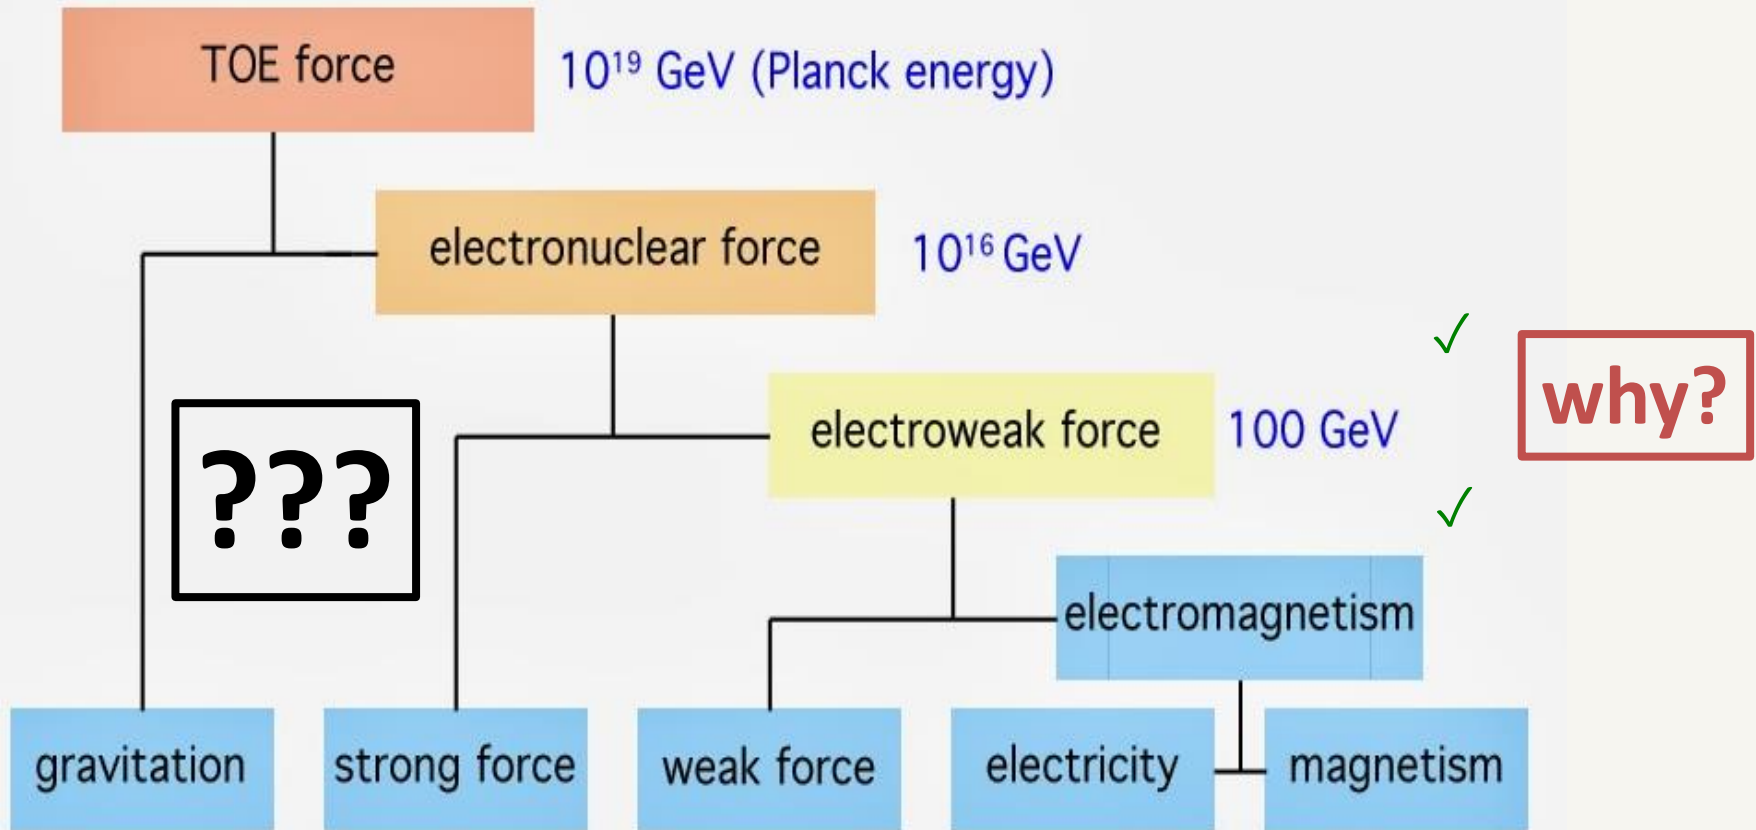 TOE force
10¹⁹ GeV (Planck energy)
electronuclear force
10¹⁶ GeV
✓
why?
electroweak force
100 GeV
???
✓
electromagnetism
gravitation
strong force
weak force
electricity
magnetism